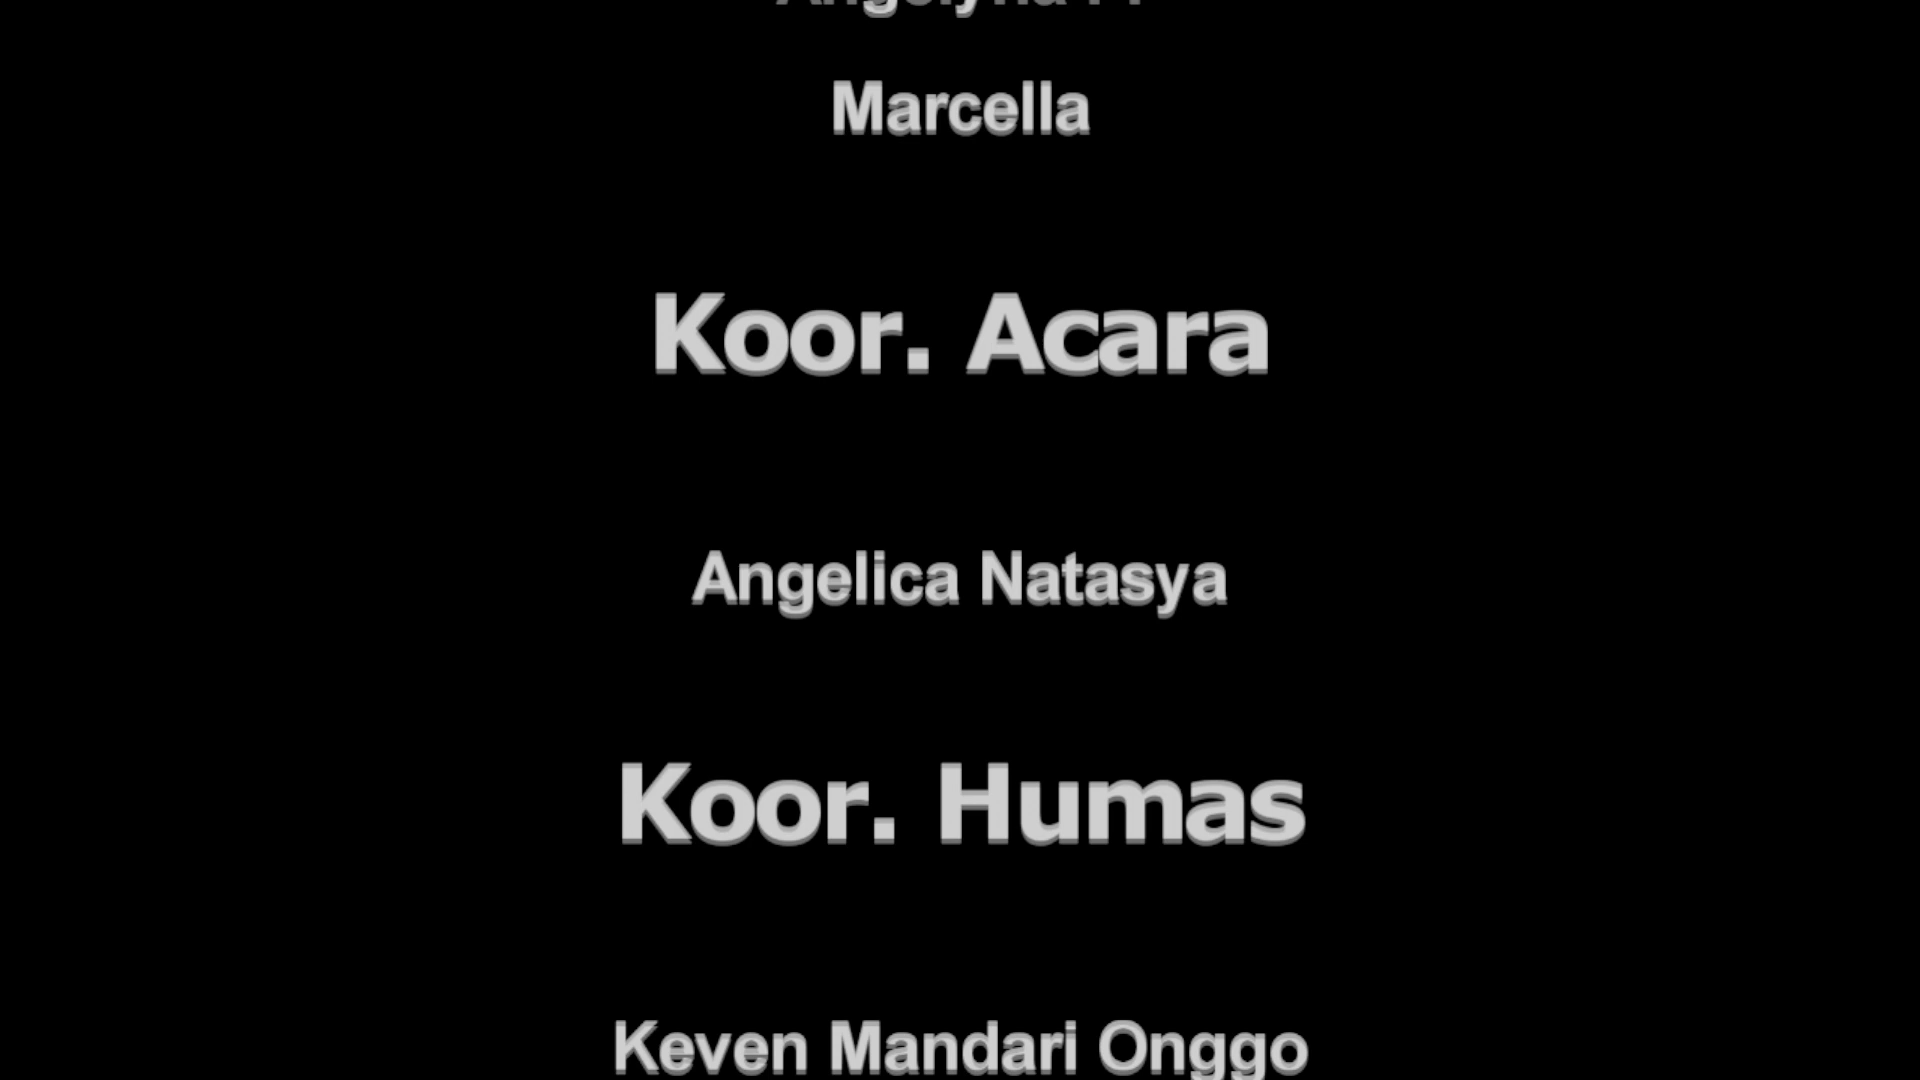 Marcella
Koor. Acara
Angelica Natasya
Koor. Humas
Keven Mandari Onggo